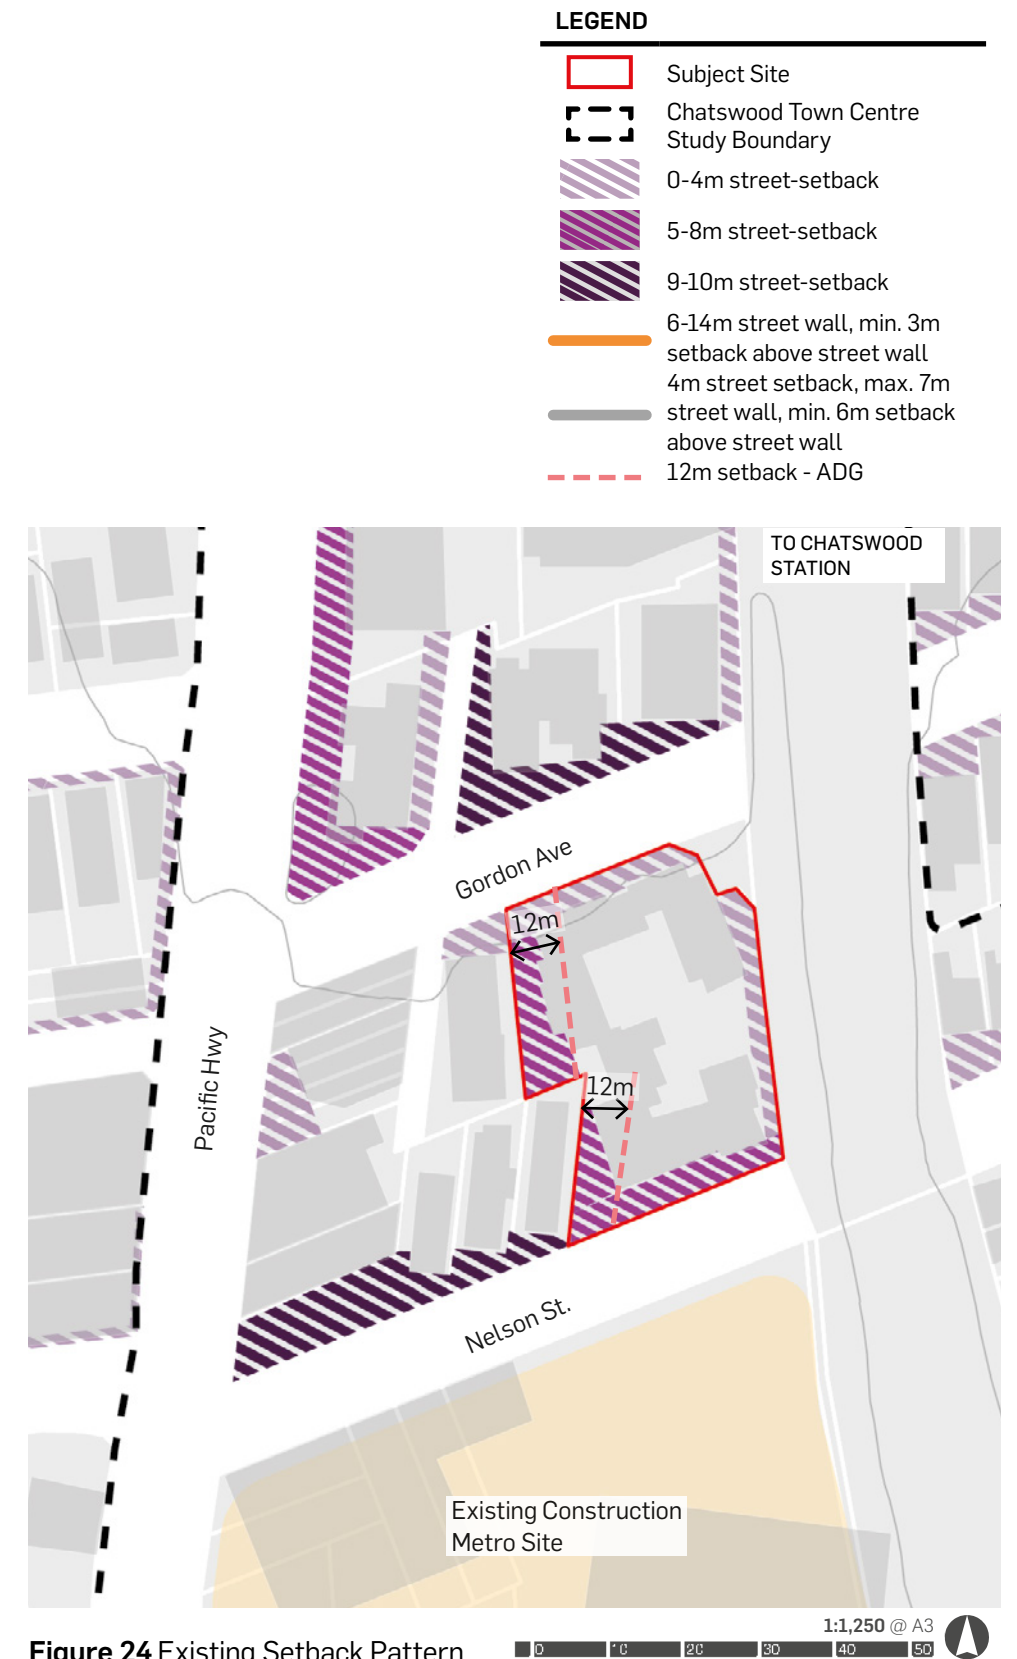 LEGEND
Subject Site
Chatswood Town Centre
Study Boundary
0-4m street-setback
5-8m street-setback
9-10m street-setback
6-14m street wall, min. 3m
setback above street wall
4m street setback, max. 7m
street wall, min. 6m setback
above street wall
12m setback - ADG
TO CHATSWOOD
STATION
Gordon Ave
12m
12m
Pacific Hwy
Nelson St.
Existing Construction
Metro Site
1:1,250 @ A3
Figure 24 Existing Setback Pattern
0 10 20 30 40 50